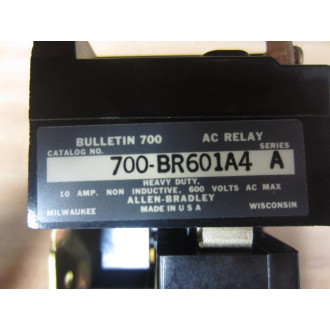 BULLETIN 700 AC RELAY
CATALOG NO. SERIES
700-BR601A4 A
HEAVY DUTY.
10 AMP. NON INDUCTIVE, 600 VOLTS AC MAX
ALLEN-BRADLEY
MILWAUKEE MADE IN U S A WISCONSIN